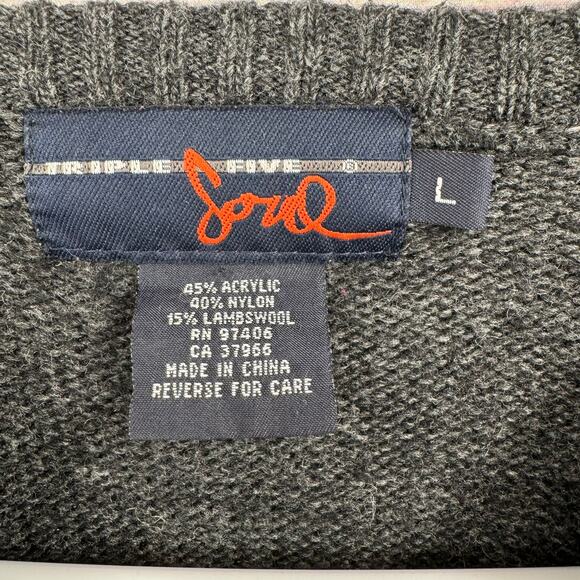 TRIPLE FIVE ®
Soul
L
45% ACRYLIC
40% NYLON
15% LAMBSWOOL
RN 97406
CA 37966
MADE IN CHINA
REVERSE FOR CARE